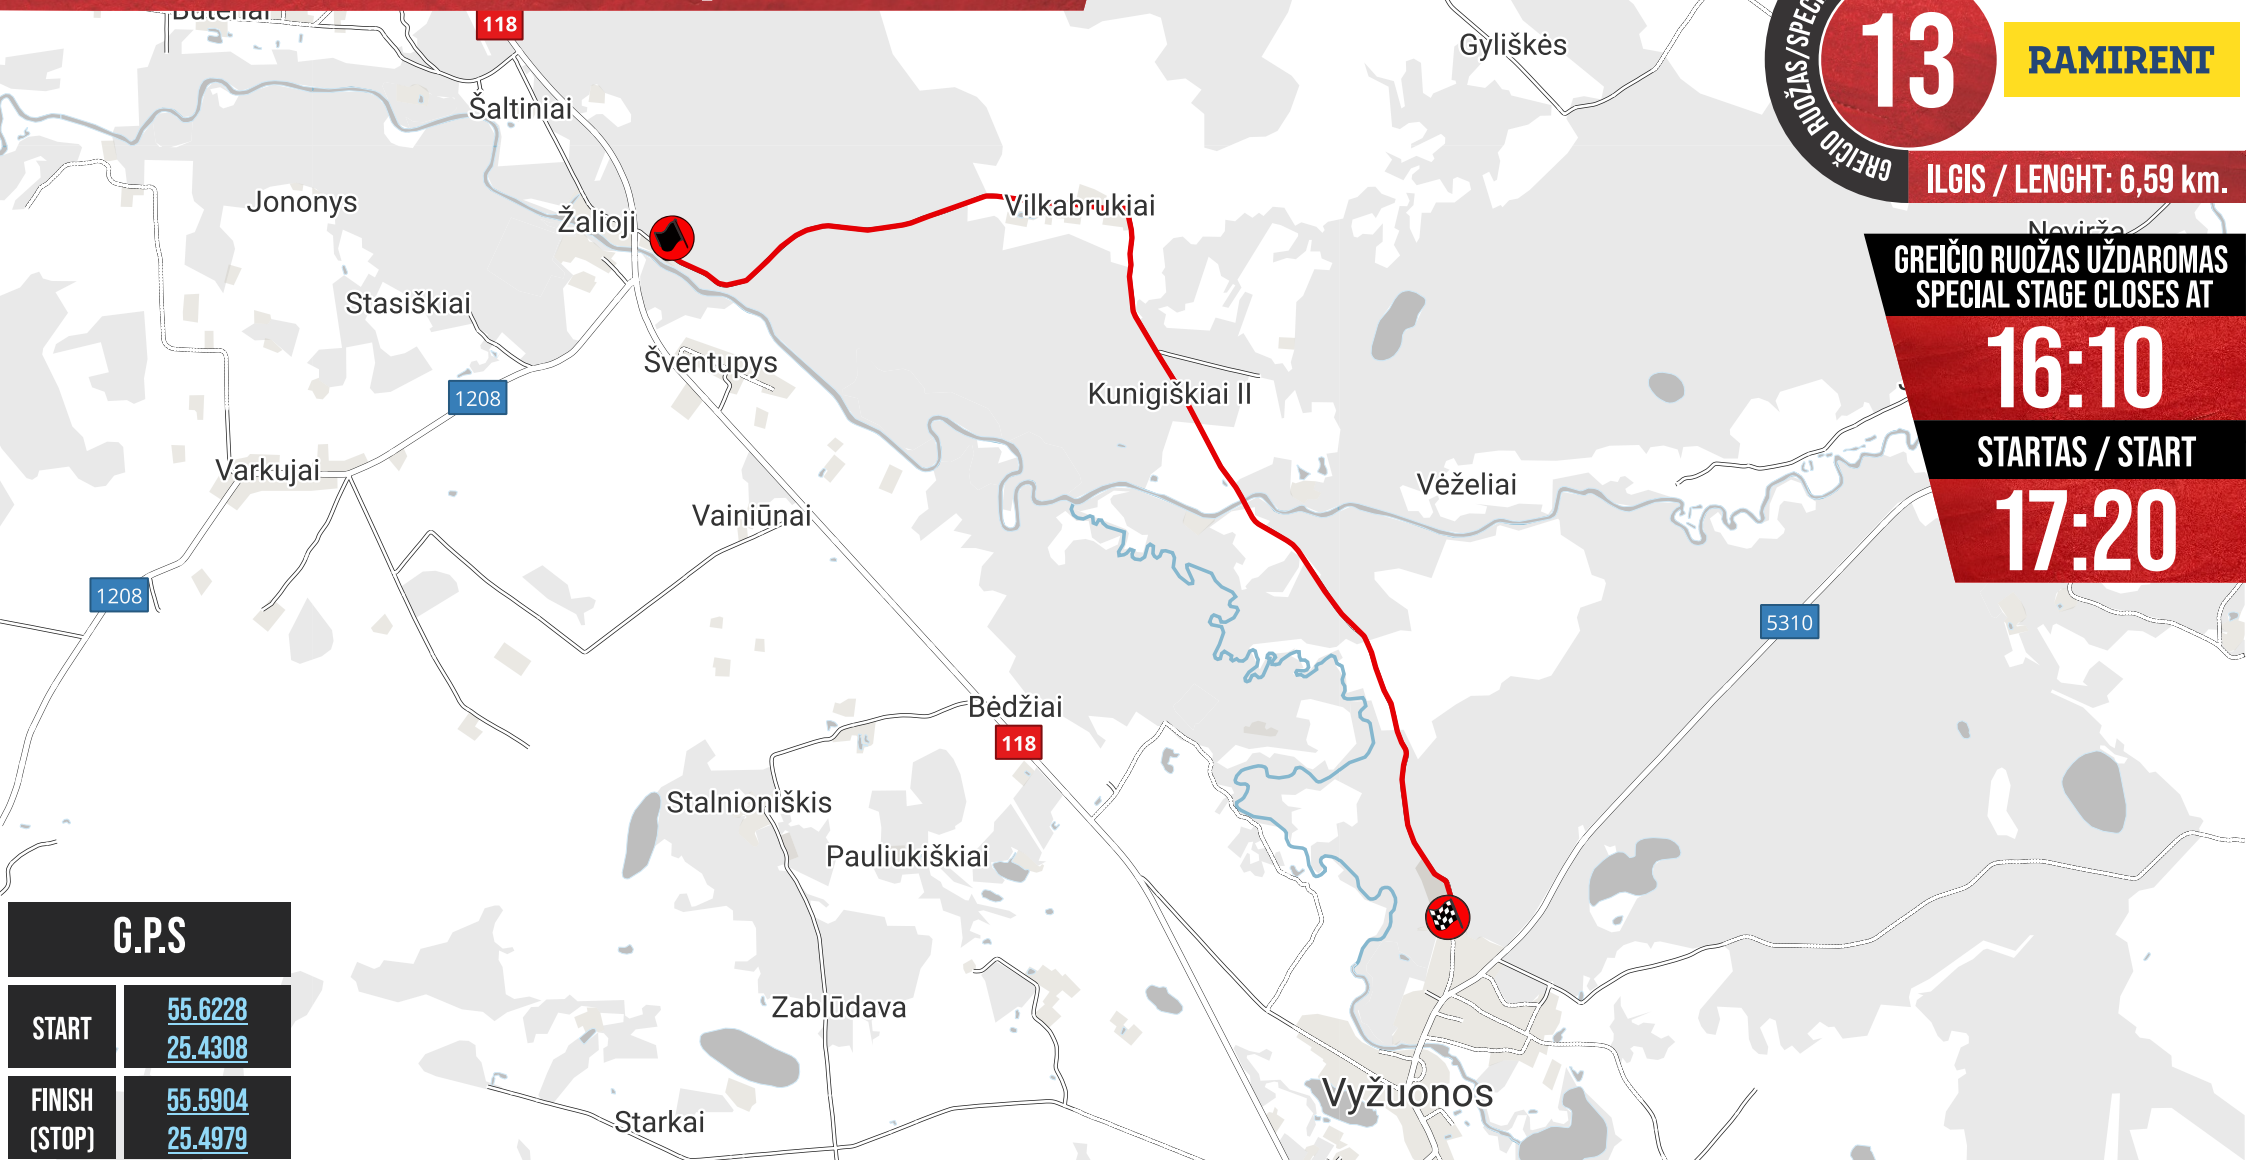 118
Gyliškės
13
RAMIRENT
GREIČIO RUOŽAS/SPECI
ILGIS / LENGHT: 6,59 km.
Šaltiniai
Jononys
Žalioji
Vilkabrukiai
Nevirža
GREIČIO RUOŽAS UŽDAROMAS
SPECIAL STAGE CLOSES AT
16:10
STARTAS / START
17:20
Stasiškiai
Šventupys
1208
Kunigiškiai II
Varkujai
Vėželiai
Vainiūnai
1208
5310
Bėdžiai
118
Stalnioniškis
Pauliukiškiai
Zablūdava
Vyžuonos
Starkai
G.P.S
START
55.6228
25.4308
FINISH
(STOP)
55.5904
25.4979